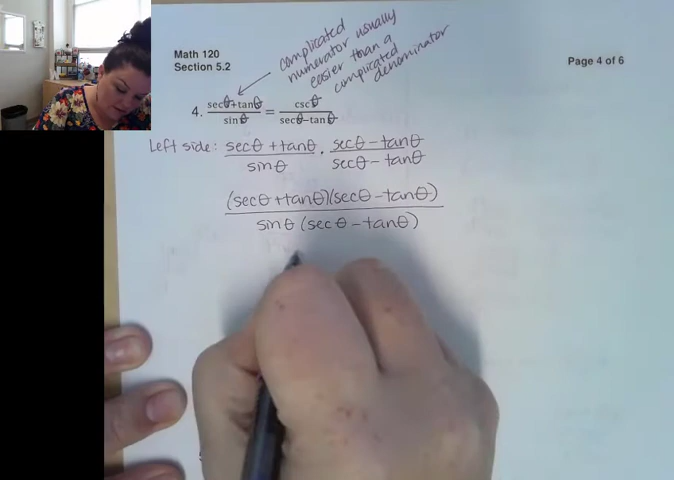 Math 120
Section 5.2
Page 4 of 6
complicated
numerator usually
easier than a
complicated
denominator
4. secθ+tanθ / sinθ = cscθ / secθ−tanθ
Left side: secθ + tanθ / sinθ · secθ − tanθ / secθ − tanθ
(secθ + tanθ)(secθ − tanθ)
sinθ (secθ − tanθ)